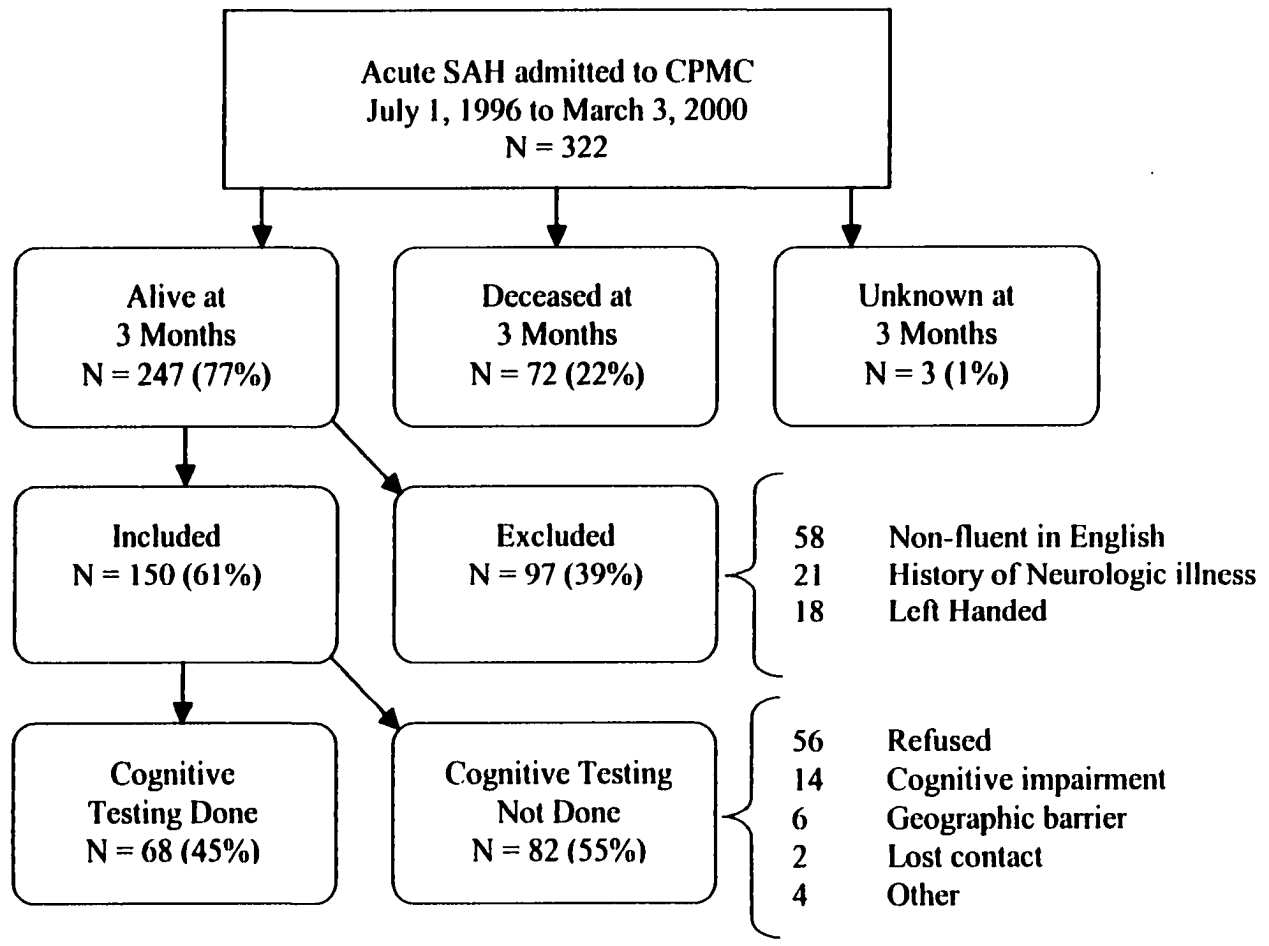 Acute SAH admitted to CPMC
July 1, 1996 to March 3, 2000
N = 322
Alive at
3 Months
N = 247 (77%)
Deceased at
3 Months
N = 72 (22%)
Unknown at
3 Months
N = 3 (1%)
Included
N = 150 (61%)
Excluded
N = 97 (39%)
58 Non-fluent in English
21 History of Neurologic illness
18 Left Handed
Cognitive
Testing Done
N = 68 (45%)
Cognitive Testing
Not Done
N = 82 (55%)
56 Refused
14 Cognitive impairment
6 Geographic barrier
2 Lost contact
4 Other